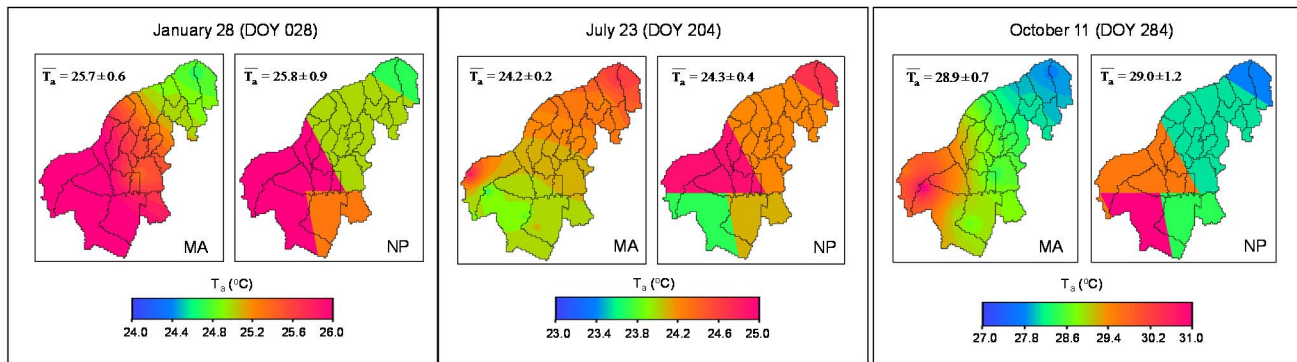 January 28 (DOY 028)
T̅a̅ = 25.7±0.6
T̅a̅ = 25.8±0.9
MA
NP
Ta (°C)
24.0 24.4 24.8 25.2 25.6 26.0
July 23 (DOY 204)
T̅a̅ = 24.2±0.2
T̅a̅ = 24.3±0.4
MA
NP
Ta (°C)
23.0 23.4 23.8 24.2 24.6 25.0
October 11 (DOY 284)
T̅a̅ = 28.9±0.7
T̅a̅ = 29.0±1.2
MA
NP
Ta (°C)
27.0 27.8 28.6 29.4 30.2 31.0